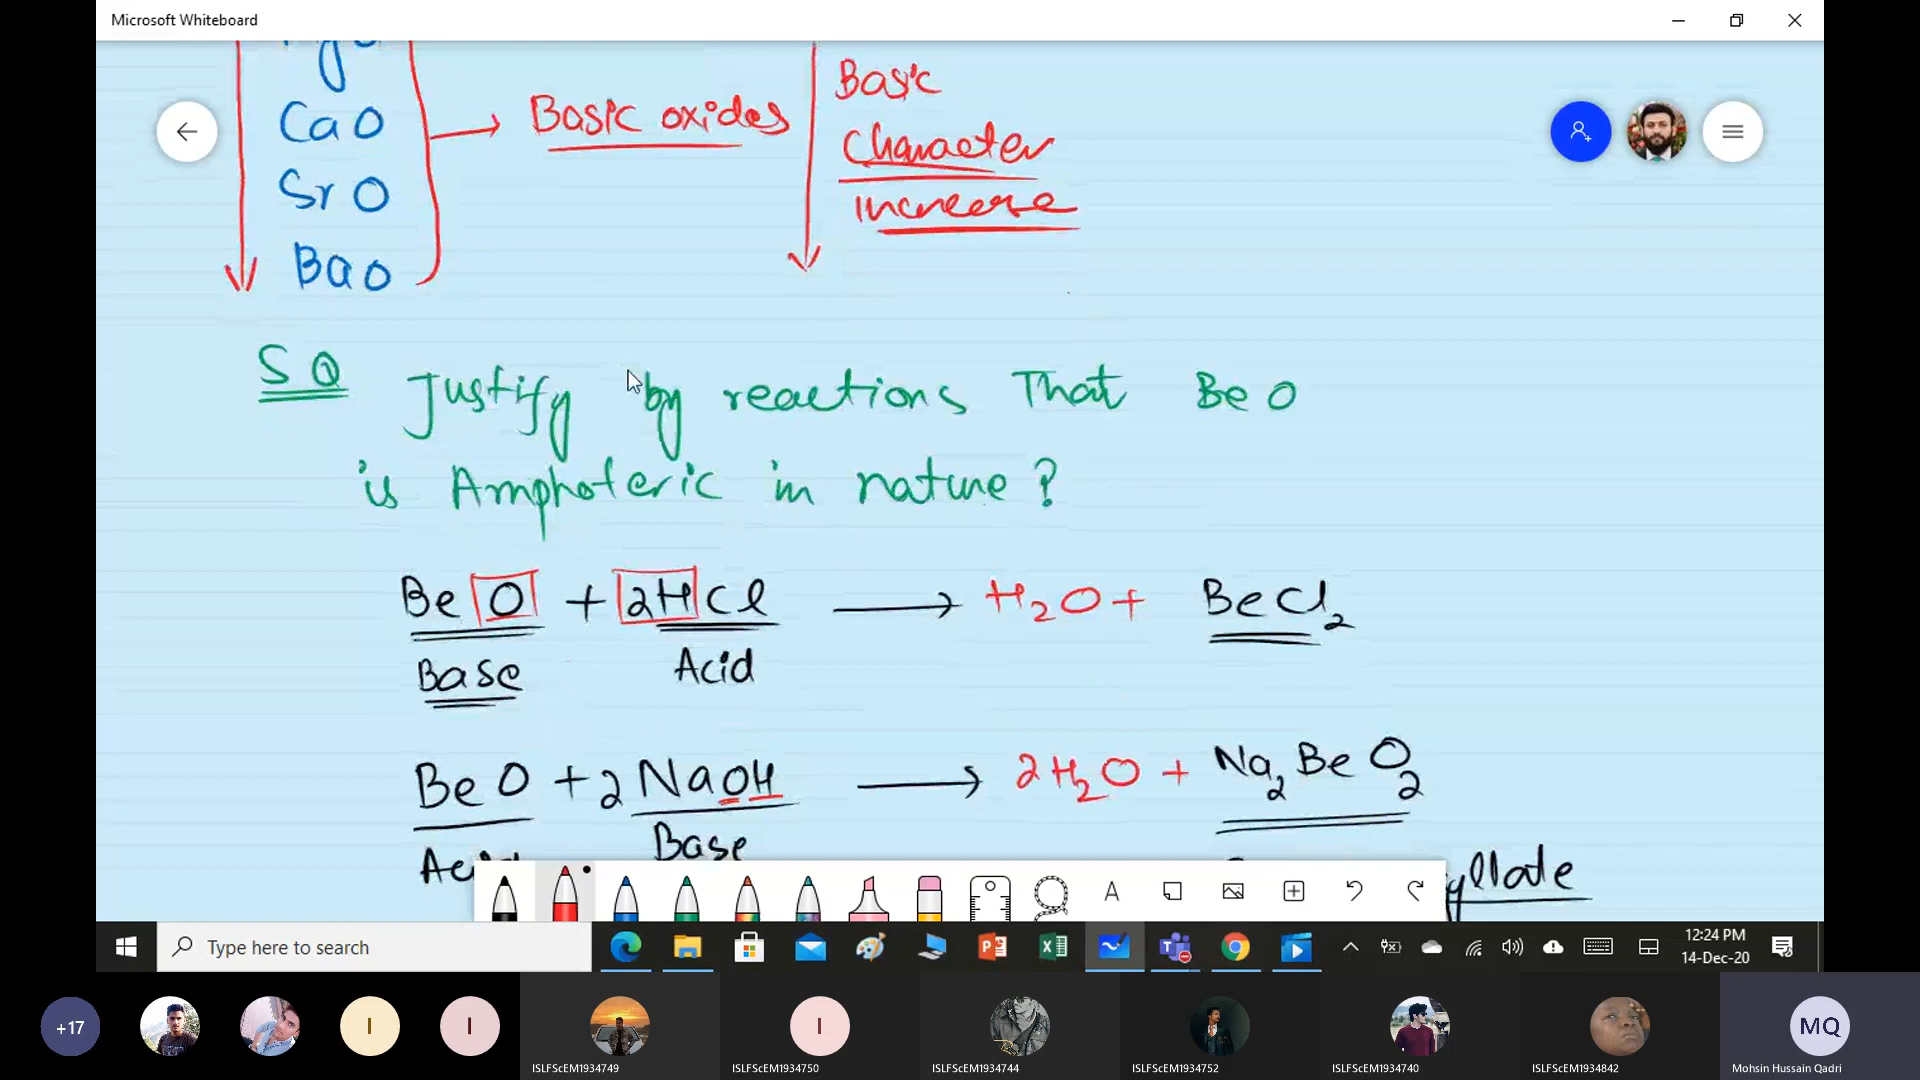 Microsoft Whiteboard
CaO
SrO
BaO
Basic oxides
Basic
Character
increase
SQ Justify by reactions That BeO
is Amphoteric in nature?
BeO + 2HCl → H2O + BeCl2
Base Acid
BeO + 2NaOH → 2H2O + Na2BeO2
Base
Type here to search
12:24 PM
14-Dec-20
+17
I
I
I
MQ
ISLFScEM1934749
ISLFScEM1934750
ISLFScEM1934744
ISLFScEM1934752
ISLFScEM1934740
ISLFScEM1934842
Mohsin Hussain Qadri